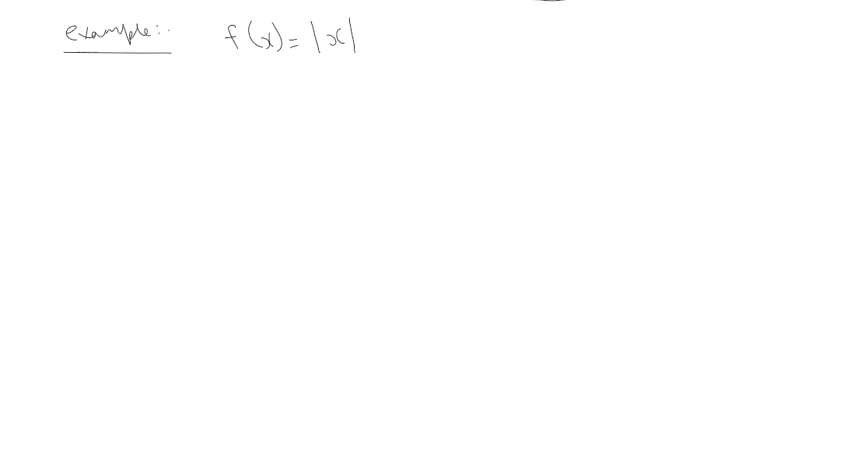 example:- f(x) = |x|